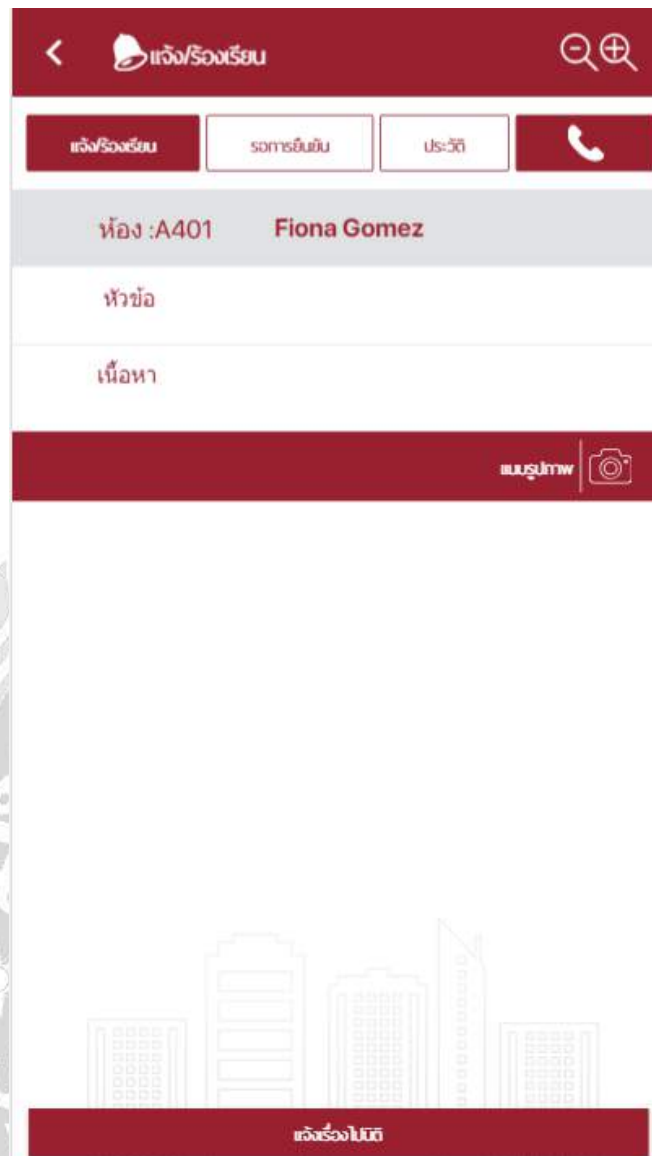 แจ้ง/ร้องเรียน
แจ้ง/ร้องเรียน รอการยืนยัน ประวัติ
ห้อง :A401 Fiona Gomez
หัวข้อ
เนื้อหา
แนบรูปภาพ
แจ้งเรื่องไปนิติ